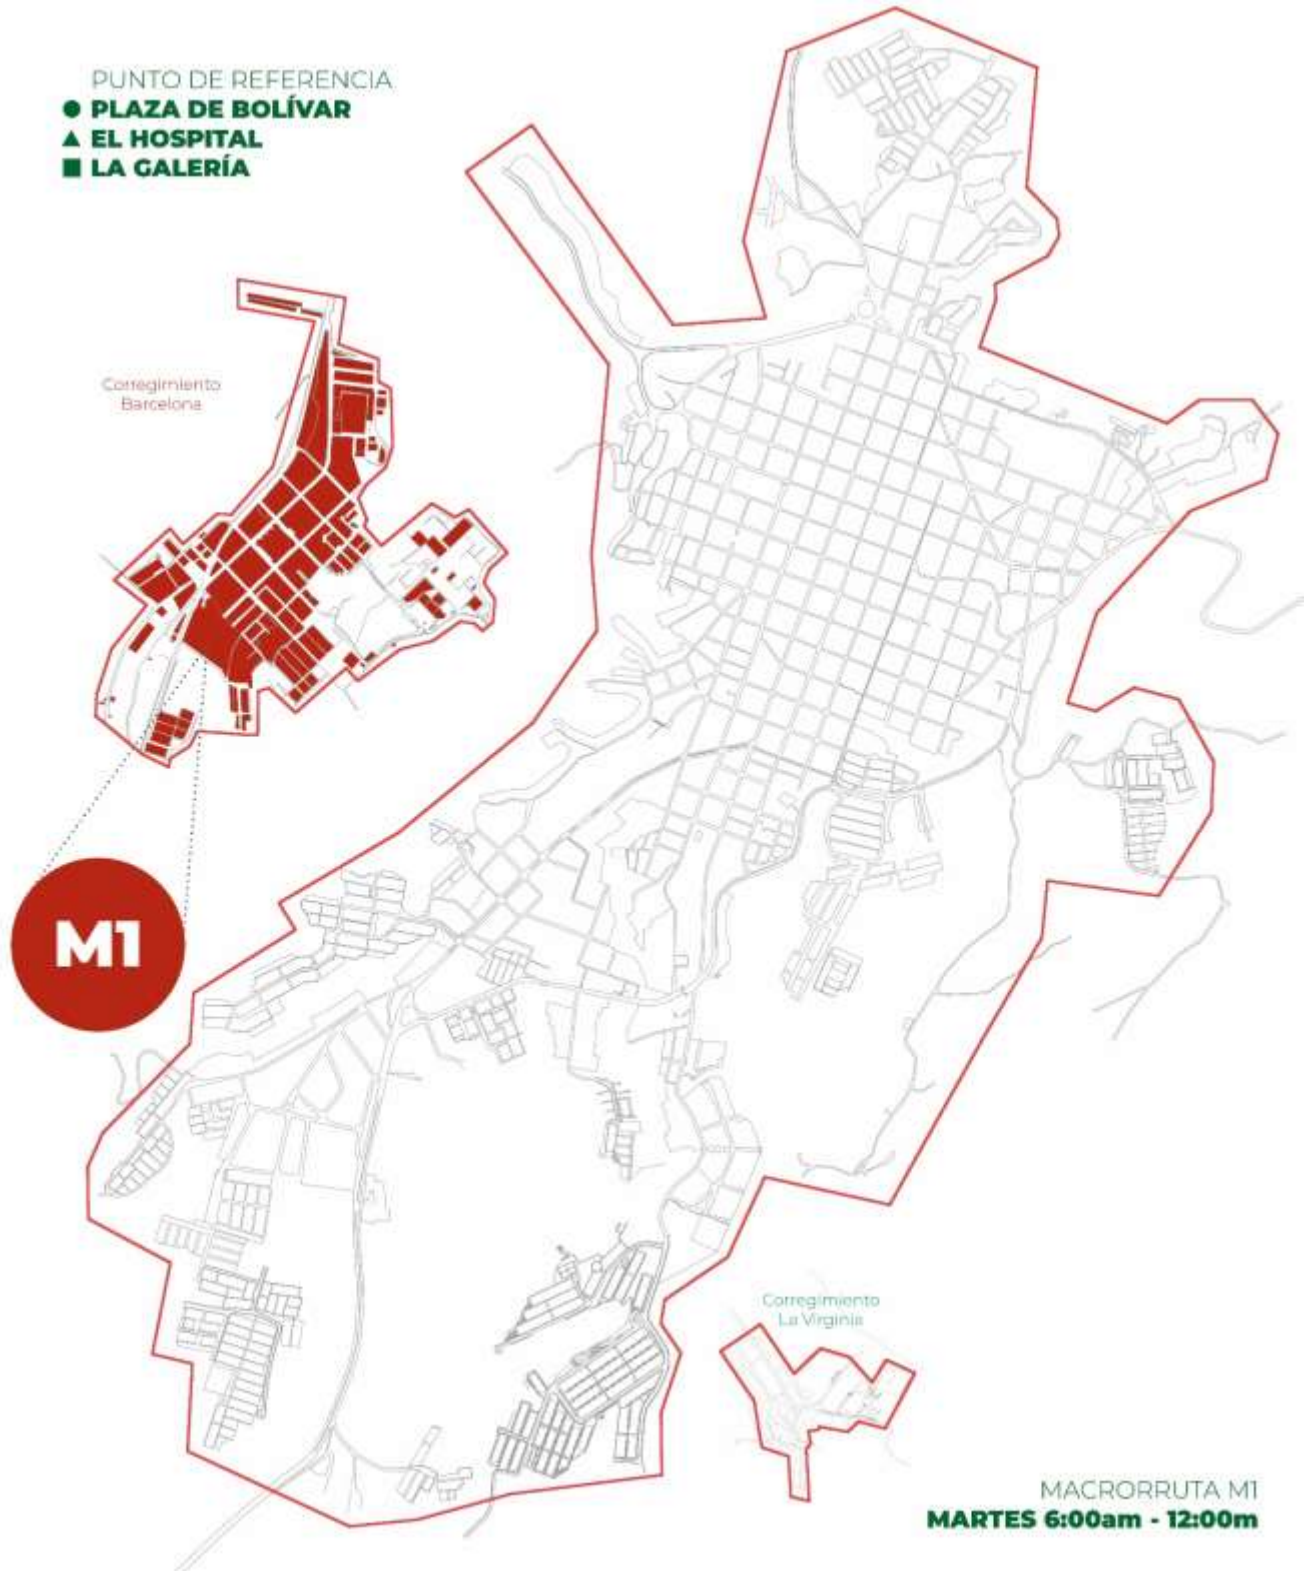 PUNTO DE REFERENCIA
PLAZA DE BOLÍVAR
EL HOSPITAL
LA GALERÍA
Corregimiento
Barcelona
M1
Corregimiento
La Virginia
MACRORRUTA M1
MARTES 6:00am - 12:00m